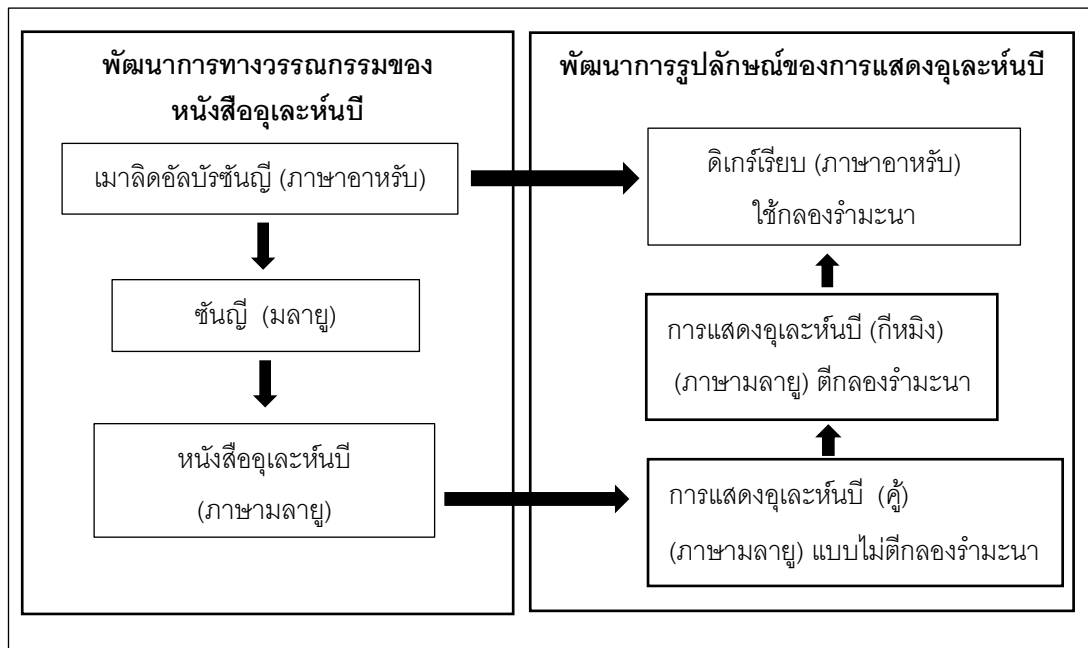 พัฒนาการทางวรรณกรรมของ
หนังสืออุเละห์นบี
เมาลิดอัลบัรซันญี (ภาษาอาหรับ)
ซันญี (มลายู)
หนังสืออุเละห์นบี
(ภาษามลายู)
พัฒนาการรูปลักษณ์ของการแสดงอุเละห์นบี
ดิเกร์เรียบ (ภาษาอาหรับ)
ใช้กลองรำมะนา
การแสดงอุเละห์นบี (กีหมิง)
(ภาษามลายู) ตีกลองรำมะนา
การแสดงอุเละห์นบี (คู้)
(ภาษามลายู) แบบไม่ตีกลองรำมะนา